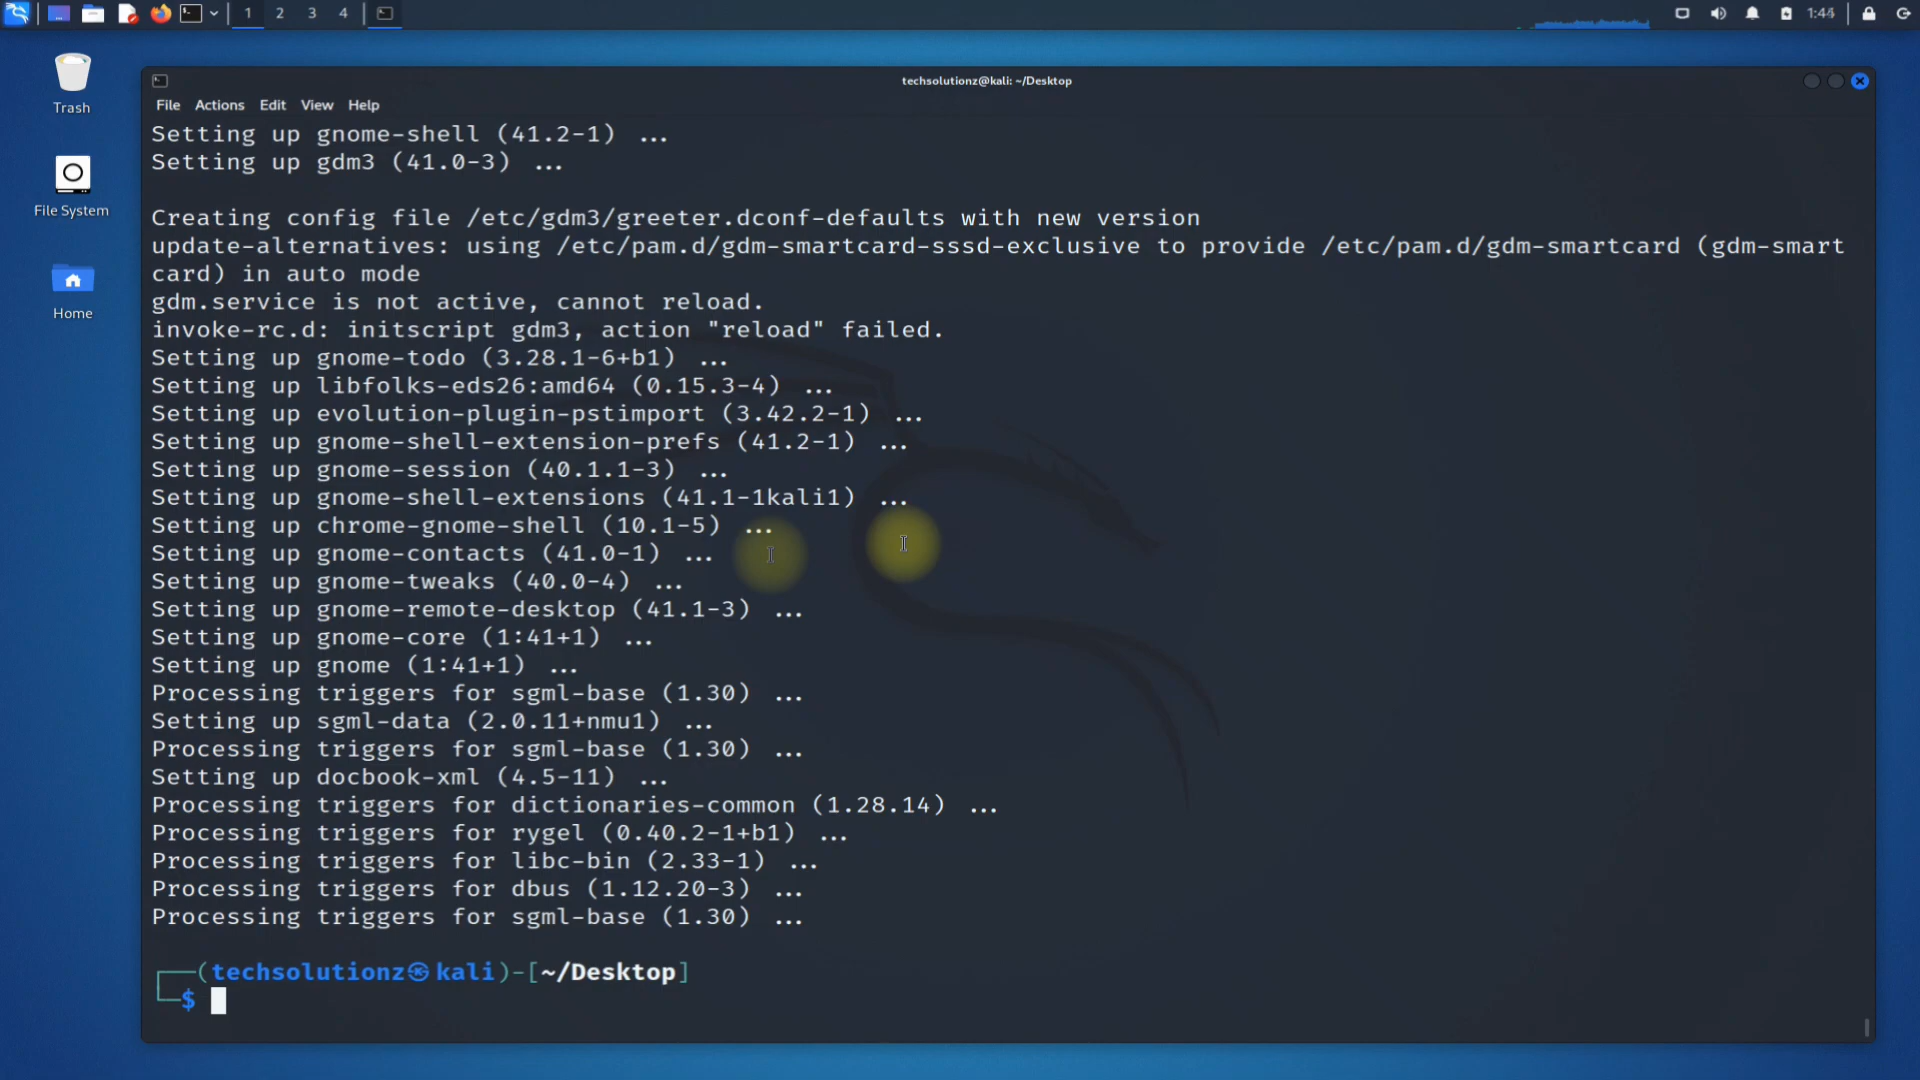 1 2 3 4
1:44
Trash
File System
Home
techsolutionz@kali: ~/Desktop
File Actions Edit View Help
Setting up gnome-shell (41.2-1) ...
Setting up gdm3 (41.0-3) ...
Creating config file /etc/gdm3/greeter.dconf-defaults with new version
update-alternatives: using /etc/pam.d/gdm-smartcard-sssd-exclusive to provide /etc/pam.d/gdm-smartcard (gdm-smart
card) in auto mode
gdm.service is not active, cannot reload.
invoke-rc.d: initscript gdm3, action "reload" failed.
Setting up gnome-todo (3.28.1-6+b1) ...
Setting up libfolks-eds26:amd64 (0.15.3-4) ...
Setting up evolution-plugin-pstimport (3.42.2-1) ...
Setting up gnome-shell-extension-prefs (41.2-1) ...
Setting up gnome-session (40.1.1-3) ...
Setting up gnome-shell-extensions (41.1-1kali1) ...
Setting up chrome-gnome-shell (10.1-5) ...
Setting up gnome-contacts (41.0-1) ...
Setting up gnome-tweaks (40.0-4) ...
Setting up gnome-remote-desktop (41.1-3) ...
Setting up gnome-core (1:41+1) ...
Setting up gnome (1:41+1) ...
Processing triggers for sgml-base (1.30) ...
Setting up sgml-data (2.0.11+nmu1) ...
Processing triggers for sgml-base (1.30) ...
Setting up docbook-xml (4.5-11) ...
Processing triggers for dictionaries-common (1.28.14) ...
Processing triggers for rygel (0.40.2-1+b1) ...
Processing triggers for libc-bin (2.33-1) ...
Processing triggers for dbus (1.12.20-3) ...
Processing triggers for sgml-base (1.30) ...
┌──(techsolutionz㉿kali)-[~/Desktop]
└─$